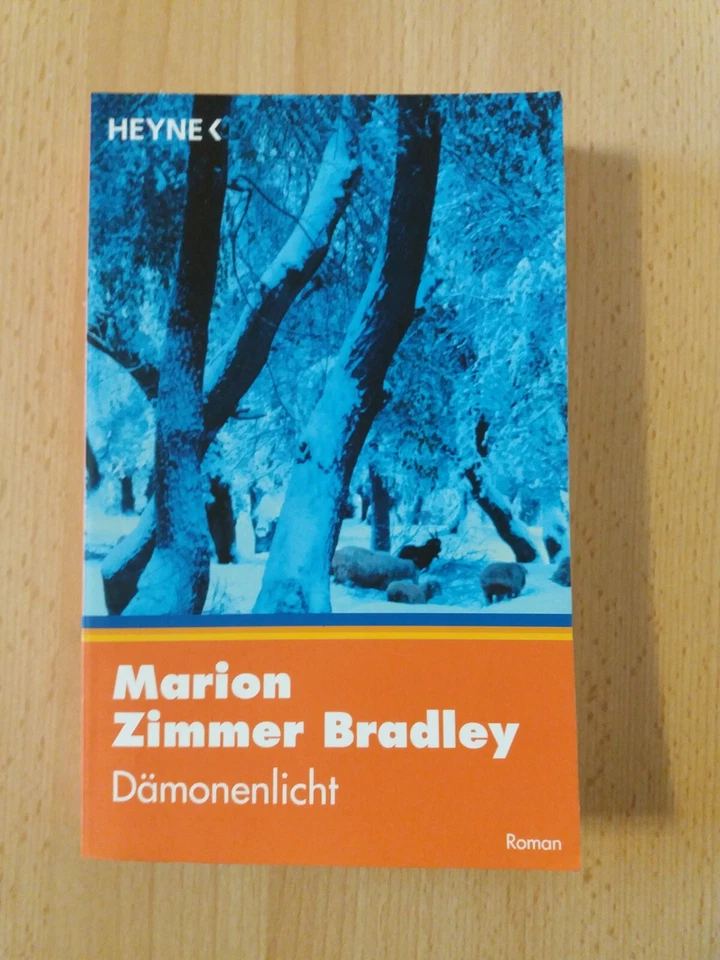 HEYNE <
Marion
Zimmer Bradley
Dämonenlicht
Roman